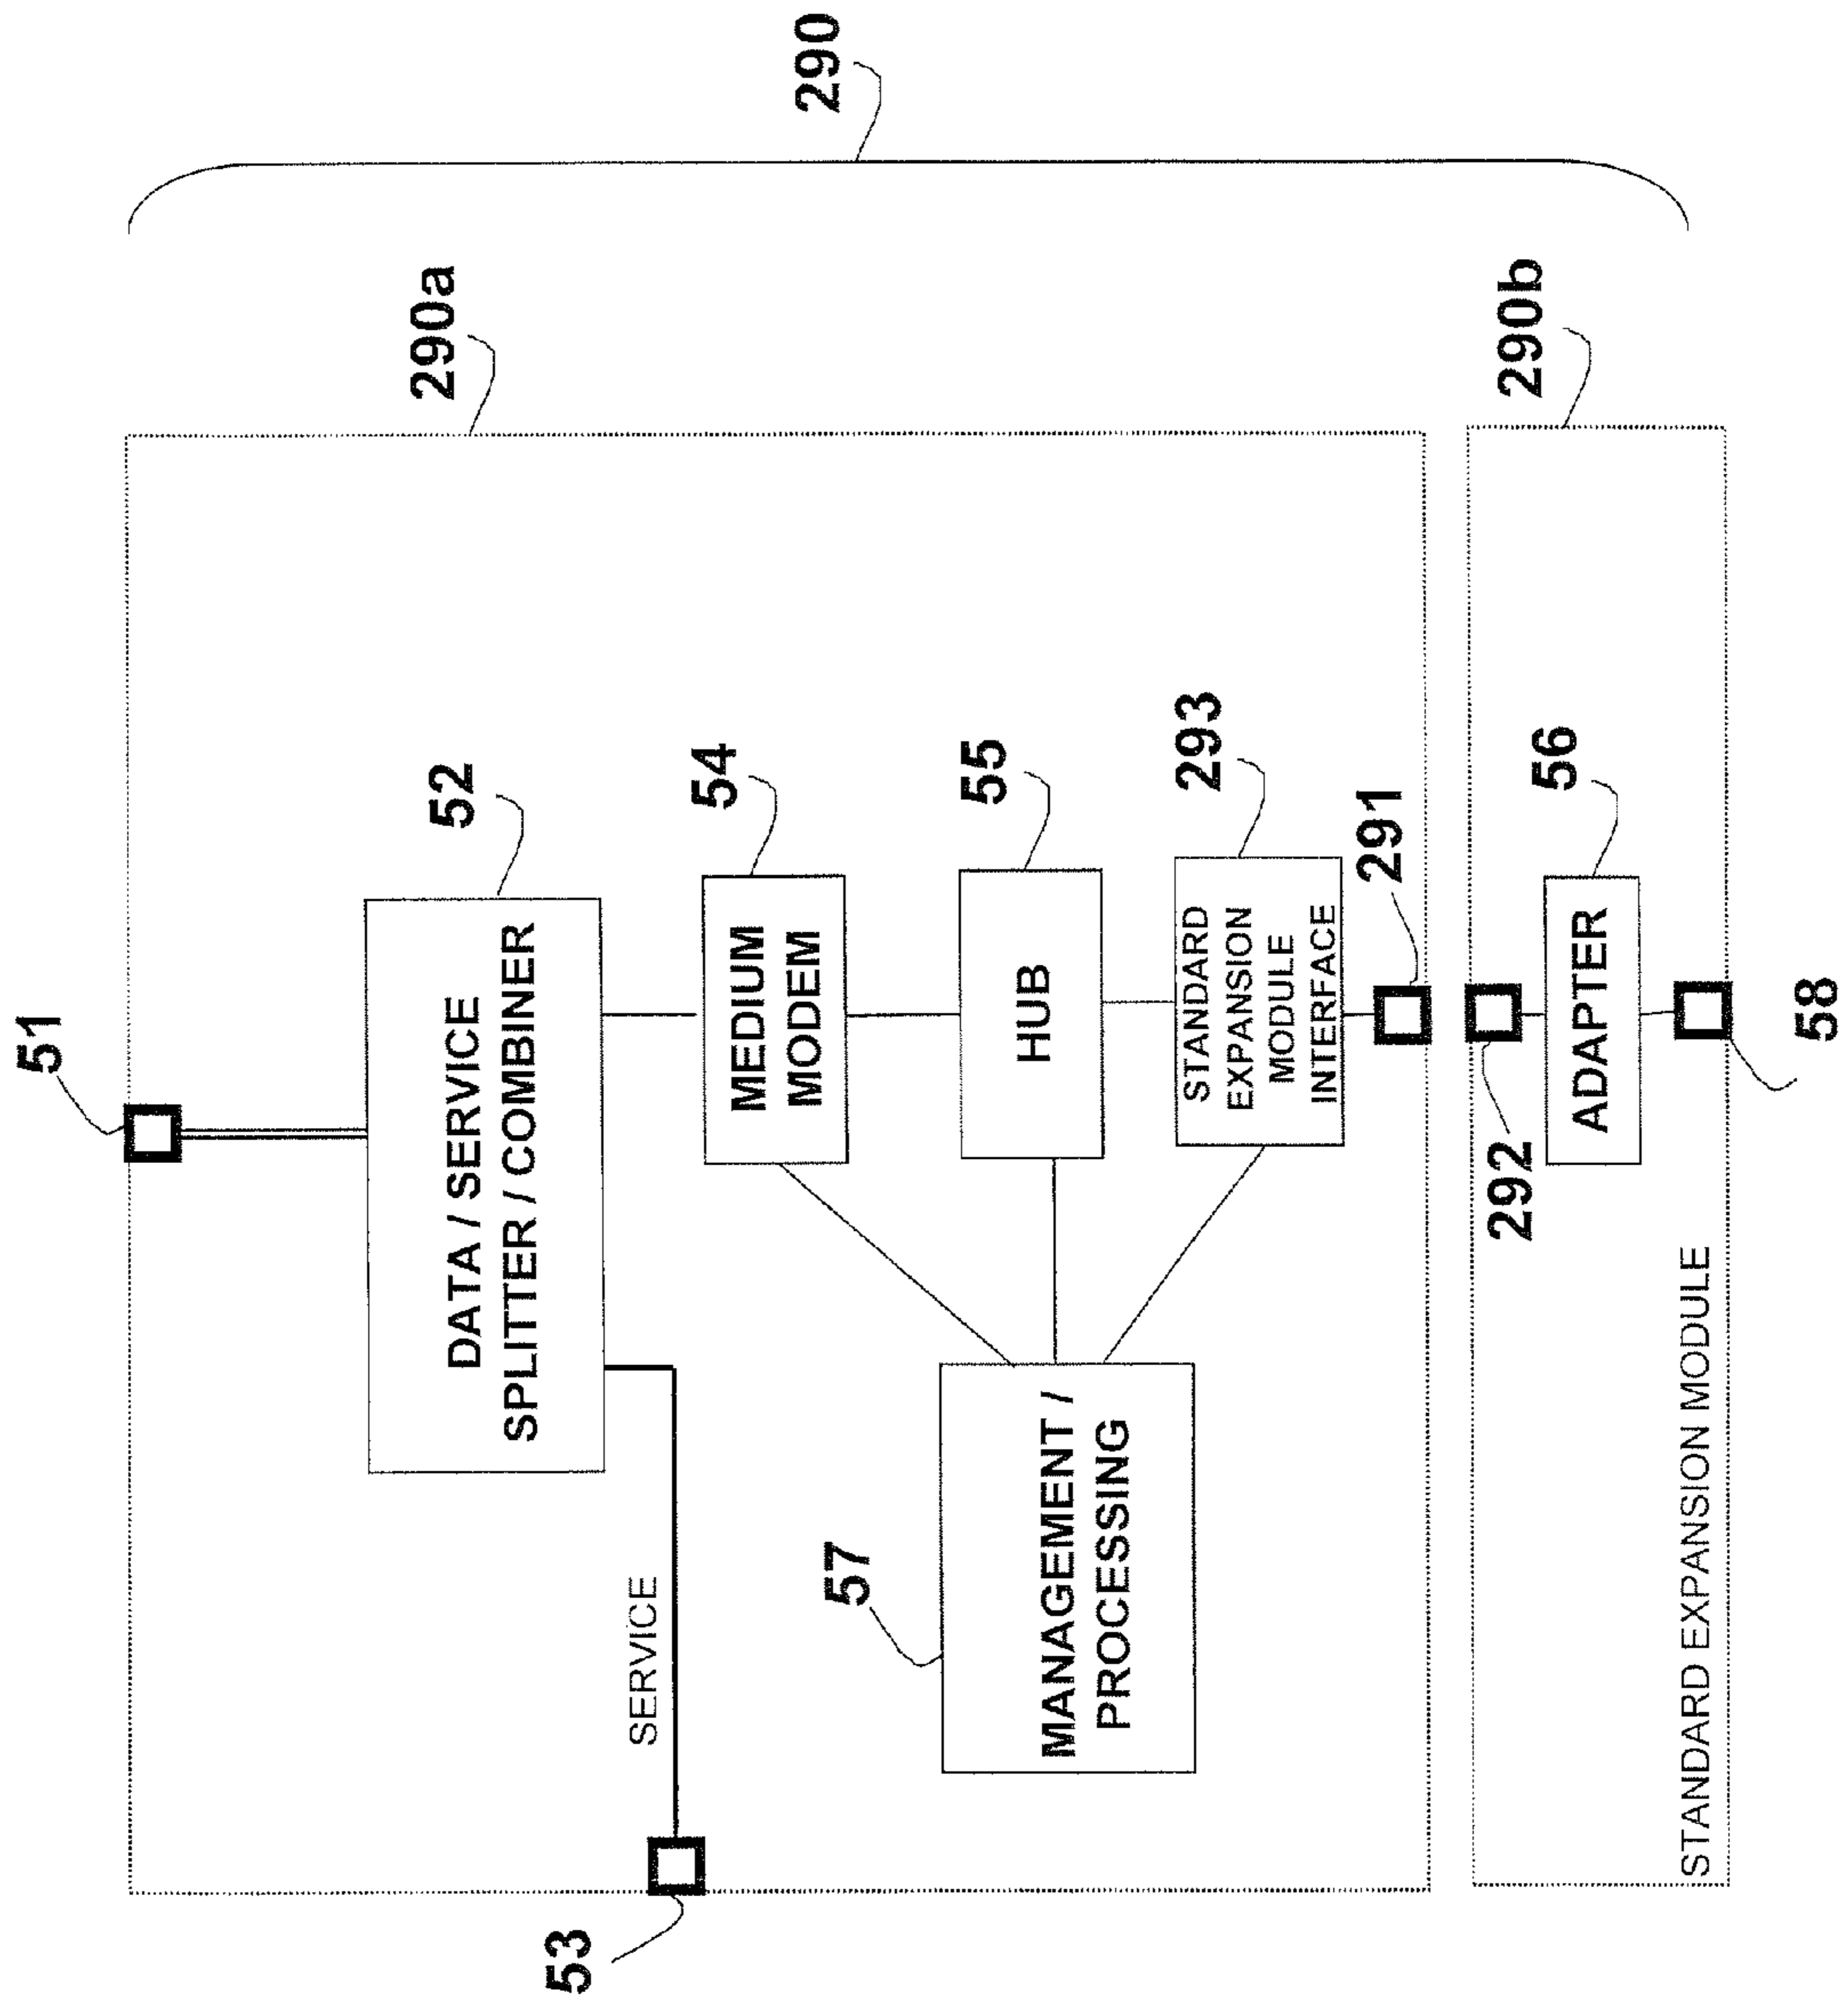 290
290a
290b
51
52
DATA / SERVICE
SPLITTER / COMBINER
54
MEDIUM
MODEM
55
HUB
293
STANDARD
EXPANSION
MODULE
INTERFACE
291
SERVICE
53
57
MANAGEMENT /
PROCESSING
292
56
ADAPTER
58
STANDARD EXPANSION MODULE